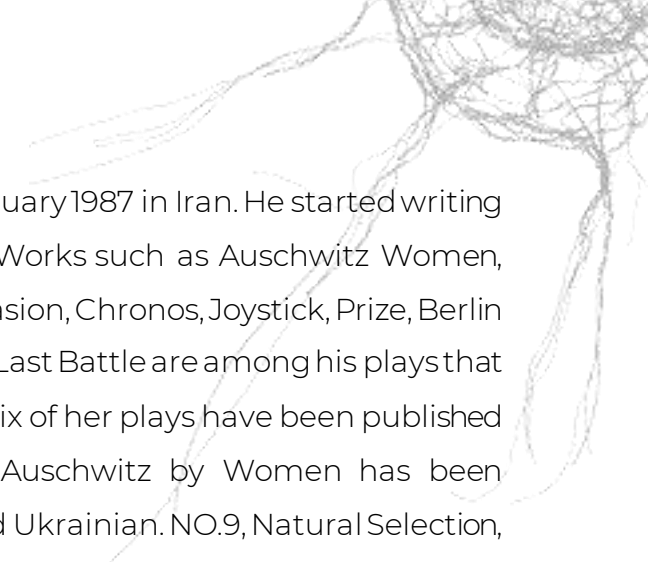 uary 1987 in Iran. He started writing
Works such as Auschwitz Women,
sion, Chronos, Joystick, Prize, Berlin
Last Battle are among his plays that
ix of her plays have been published
Auschwitz by Women has been
d Ukrainian. NO.9, Natural Selection,